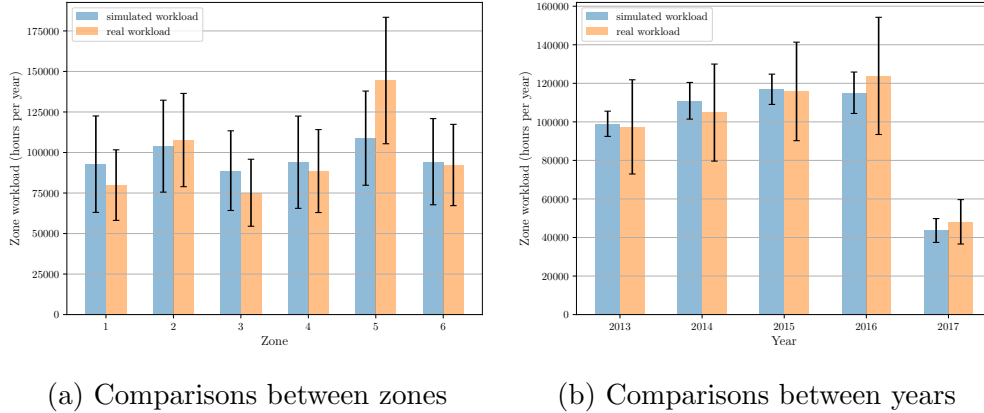 simulated workload
real workload
Zone workload (hours per year)
175000
150000
125000
100000
75000
50000
25000
0
1 2 3 4 5 6
Zone
(a) Comparisons between zones
simulated workload
real workload
Zone workload (hours per year)
160000
140000
120000
100000
80000
60000
40000
20000
0
2013 2014 2015 2016 2017
Year
(b) Comparisons between years